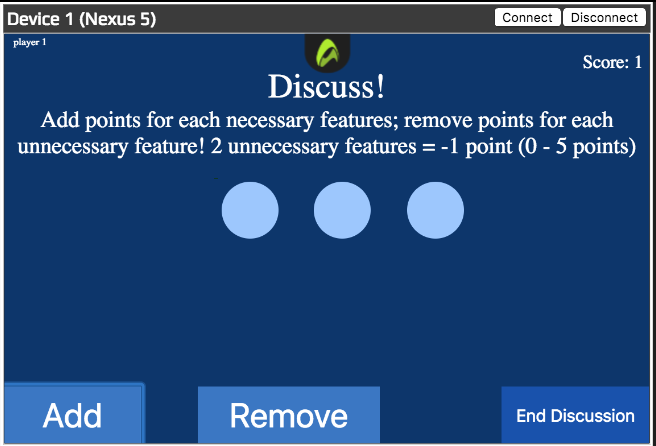 Device 1 (Nexus 5)
Connect
Disconnect
player 1
Score: 1
Discuss!
Add points for each necessary features; remove points for each
unnecessary feature! 2 unnecessary features = -1 point (0 - 5 points)
Add
Remove
End Discussion